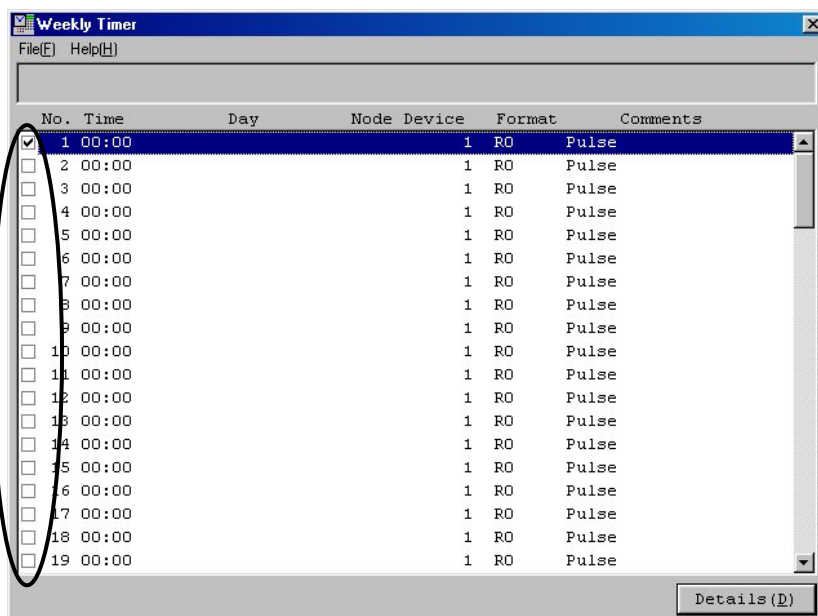 Weekly Timer
File(F) Help(H)
No. Time Day Node Device Format Comments
1 00:00 1 R0 Pulse
2 00:00 1 R0 Pulse
3 00:00 1 R0 Pulse
4 00:00 1 R0 Pulse
5 00:00 1 R0 Pulse
6 00:00 1 R0 Pulse
7 00:00 1 R0 Pulse
8 00:00 1 R0 Pulse
9 00:00 1 R0 Pulse
10 00:00 1 R0 Pulse
11 00:00 1 R0 Pulse
12 00:00 1 R0 Pulse
13 00:00 1 R0 Pulse
14 00:00 1 R0 Pulse
15 00:00 1 R0 Pulse
16 00:00 1 R0 Pulse
17 00:00 1 R0 Pulse
18 00:00 1 R0 Pulse
19 00:00 1 R0 Pulse
Details(D)